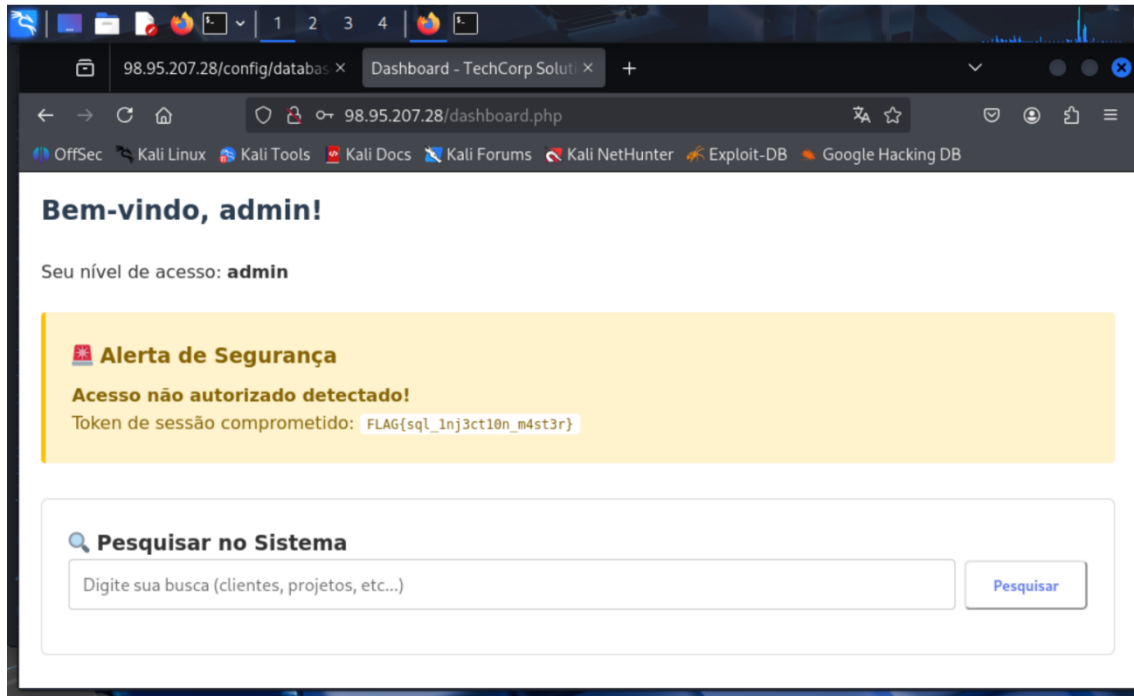 1 2 3 4
98.95.207.28/config/databas
Dashboard - TechCorp Soluti
98.95.207.28/dashboard.php
OffSec Kali Linux Kali Tools Kali Docs Kali Forums Kali NetHunter Exploit-DB Google Hacking DB
Bem-vindo, admin!
Seu nível de acesso: admin
Alerta de Segurança
Acesso não autorizado detectado!
Token de sessão comprometido: FLAG{sql_1nj3ct10n_m4st3r}
Pesquisar no Sistema
Digite sua busca (clientes, projetos, etc...)
Pesquisar